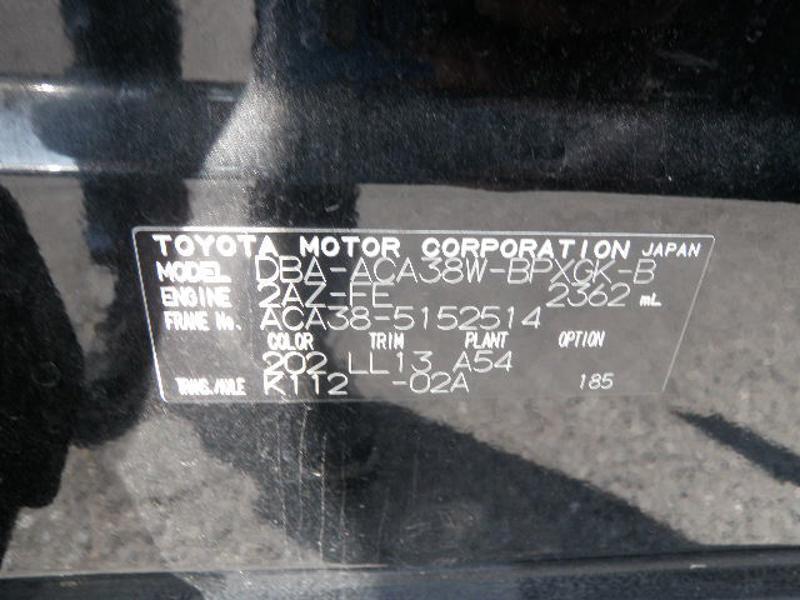 TOYOTA MOTOR CORPORATION JAPAN
MODEL DBA-ACA38W-BPXGK-B
ENGINE 2AZ-FE 2362 mL
FRAME No. ACA38-5152514
COLOR TRIM PLANT OPTION
202 LL13 A54
TRANS./AXLE K112 -02A 185